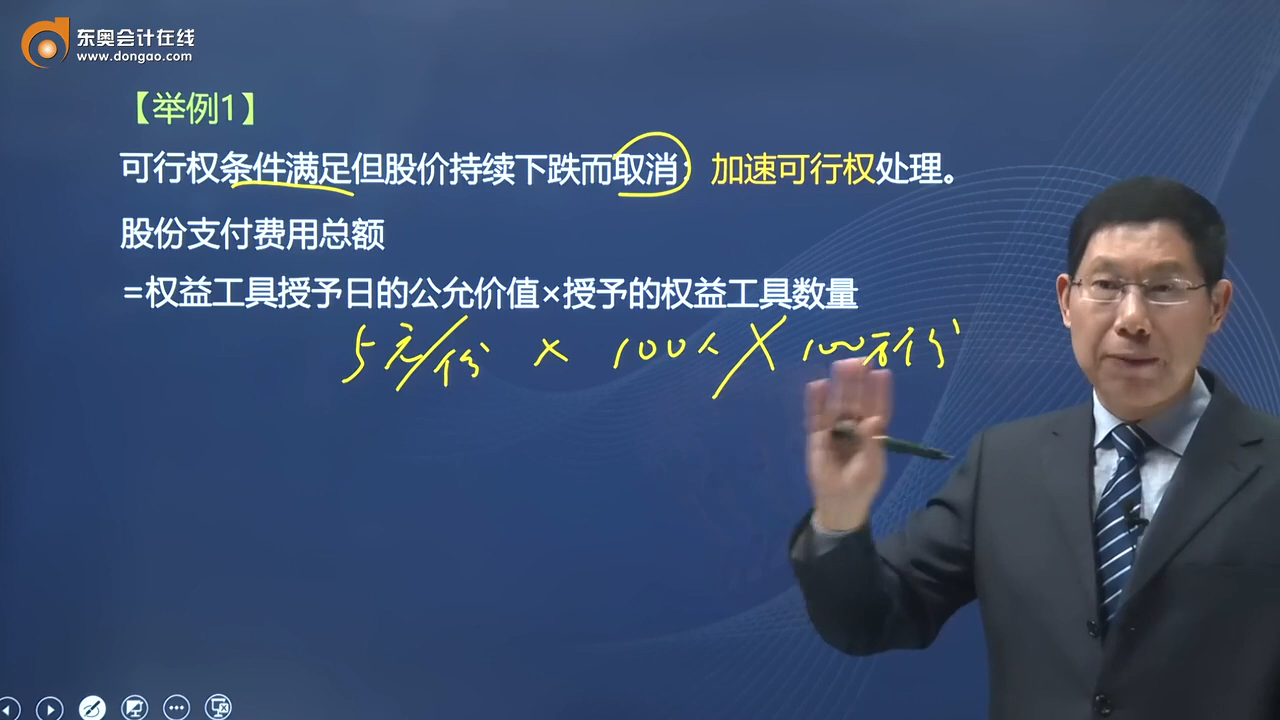 东奥会计在线
www.dongao.com
【举例1】
可行权条件满足但股价持续下跌而取消,加速可行权处理。
股份支付费用总额
=权益工具授予日的公允价值×授予的权益工具数量
5元/份 × 100人 × 100万份